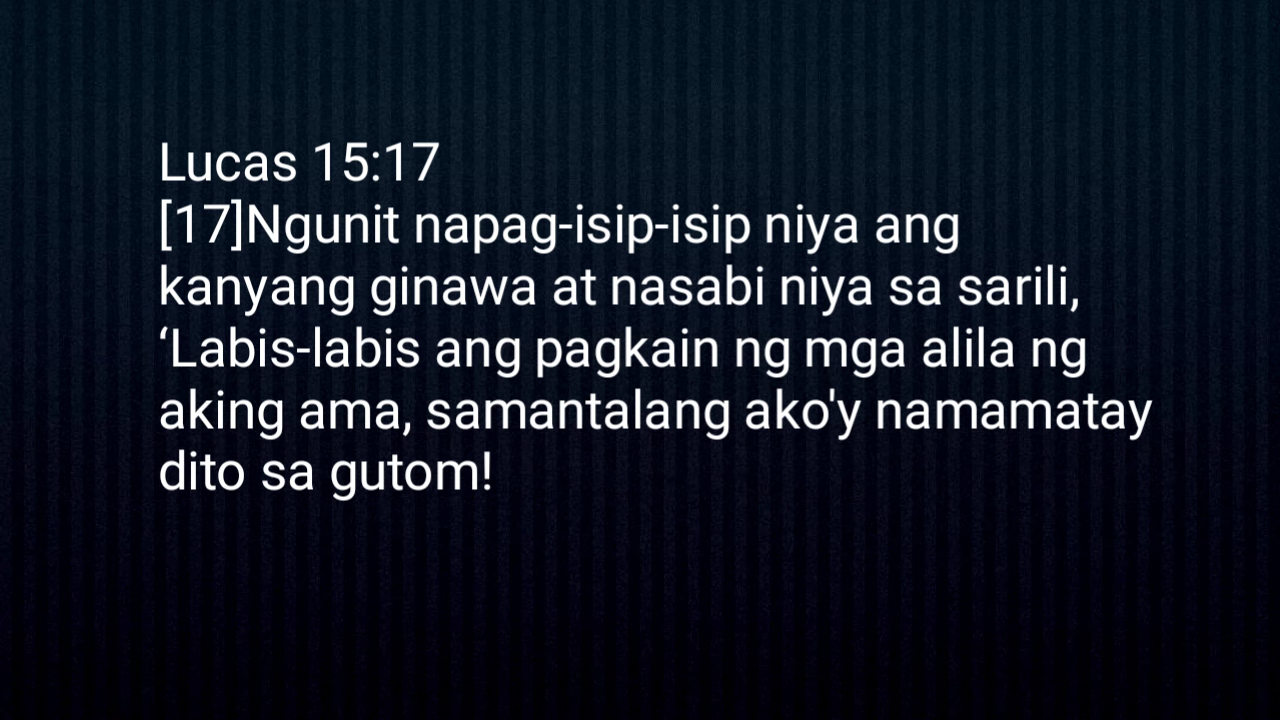 Lucas 15:17
[17]Ngunit napag-isip-isip niya ang
kanyang ginawa at nasabi niya sa sarili,
‘Labis-labis ang pagkain ng mga alila ng
aking ama, samantalang ako'y namamatay
dito sa gutom!